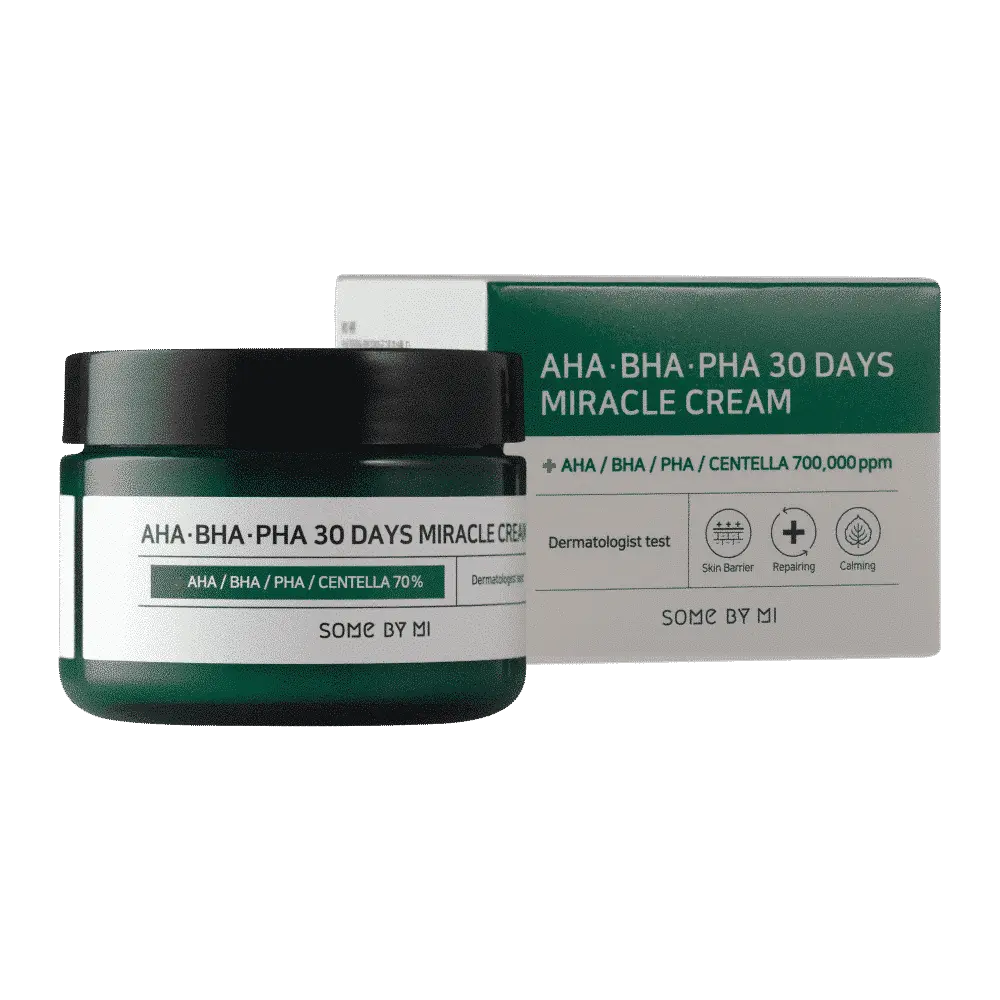 AHA·BHA·PHA 30 DAYS
MIRACLE CREAM
+ AHA / BHA / PHA / CENTELLA 700,000 ppm
Dermatologist test
Skin Barrier
Repairing
Calming
SOME BY MI
AHA·BHA·PHA 30 DAYS MIRACLE CREAM
AHA / BHA / PHA / CENTELLA 70 %
Dermatologist test
SOME BY MI